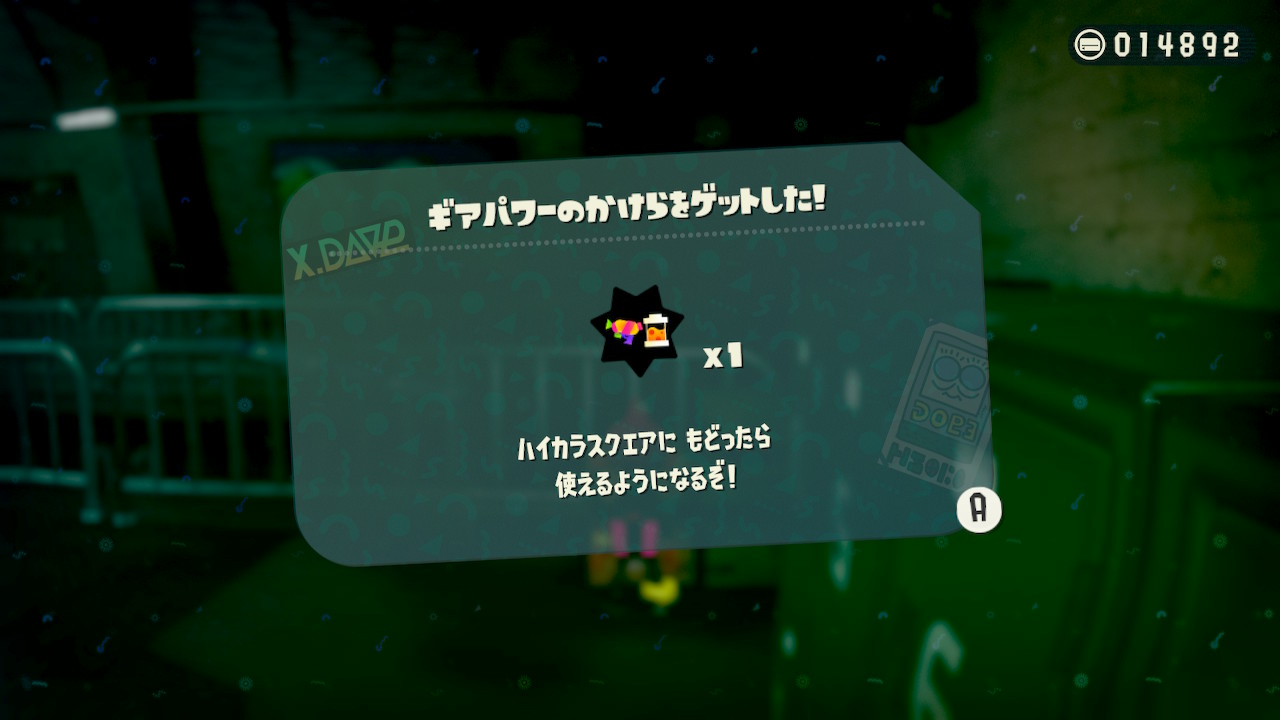 014892
ギアパワーのかけらをゲットした!
x1
ハイカラスクエアに もどったら
使えるようになるぞ!
A